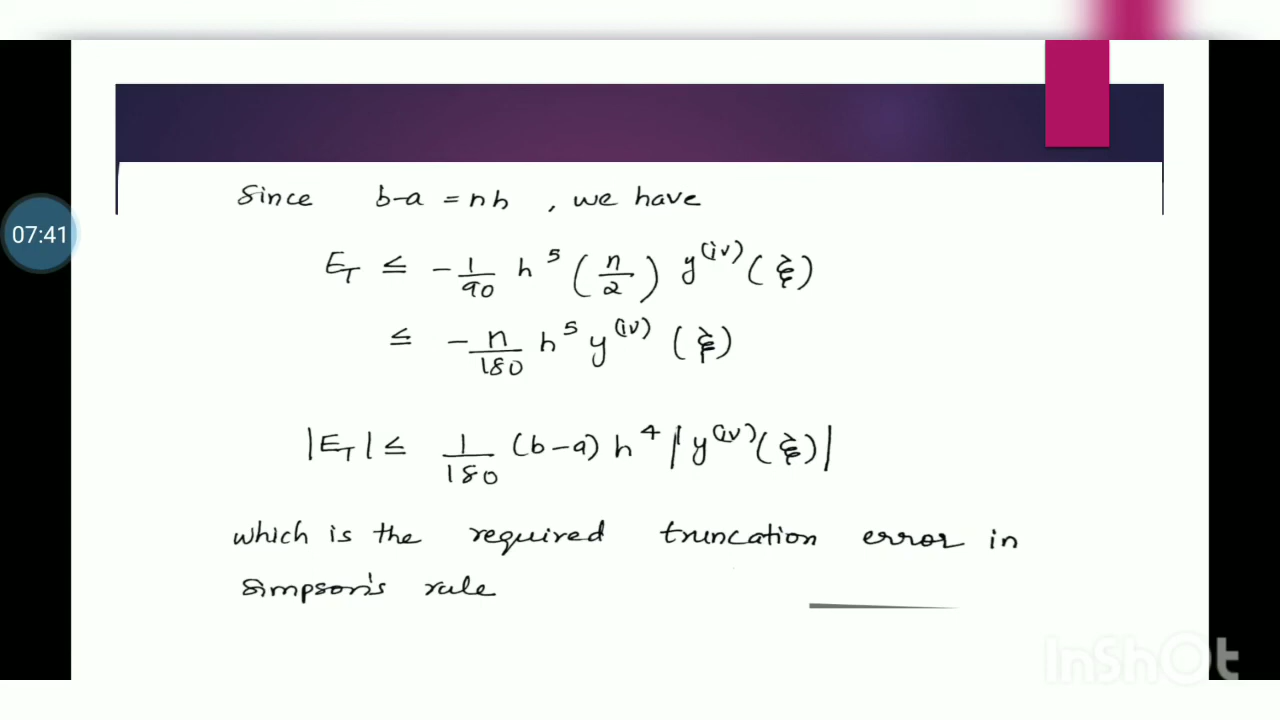 Since b-a = nh , we have
07:41
E_T ≤ -1/90 h^5 (n/2) y^(iv) (ξ)
≤ -n/180 h^5 y^(iv) (ξ)
|E_T| ≤ 1/180 (b-a) h^4 |y^(iv)(ξ)|
which is the required truncation error in
Simpson's rule
InShOt